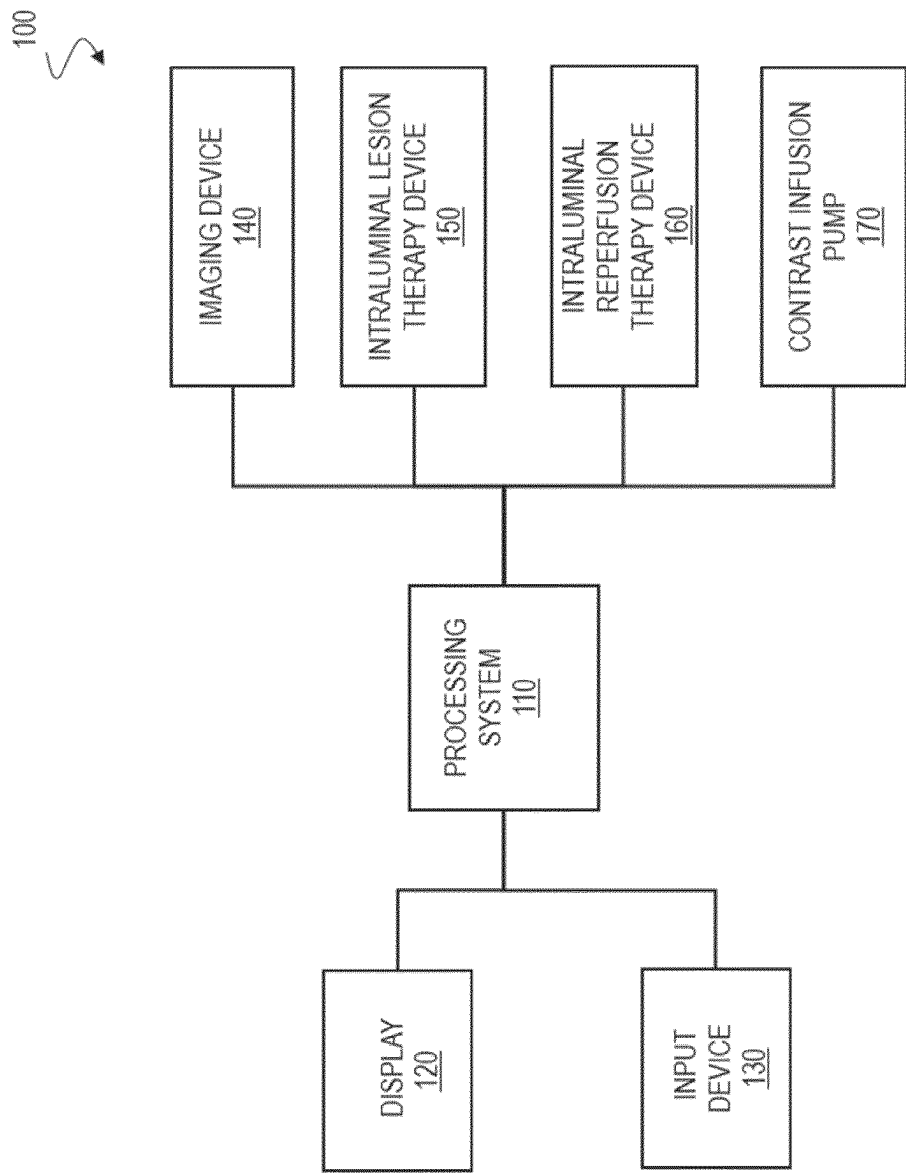 100
IMAGING DEVICE
140
INTRALUMINAL LESION
THERAPY DEVICE
150
INTRALUMINAL
REPERFUSION
THERAPY DEVICE
160
CONTRAST INFUSION
PUMP
170
PROCESSING
SYSTEM
110
DISPLAY
120
INPUT
DEVICE
130